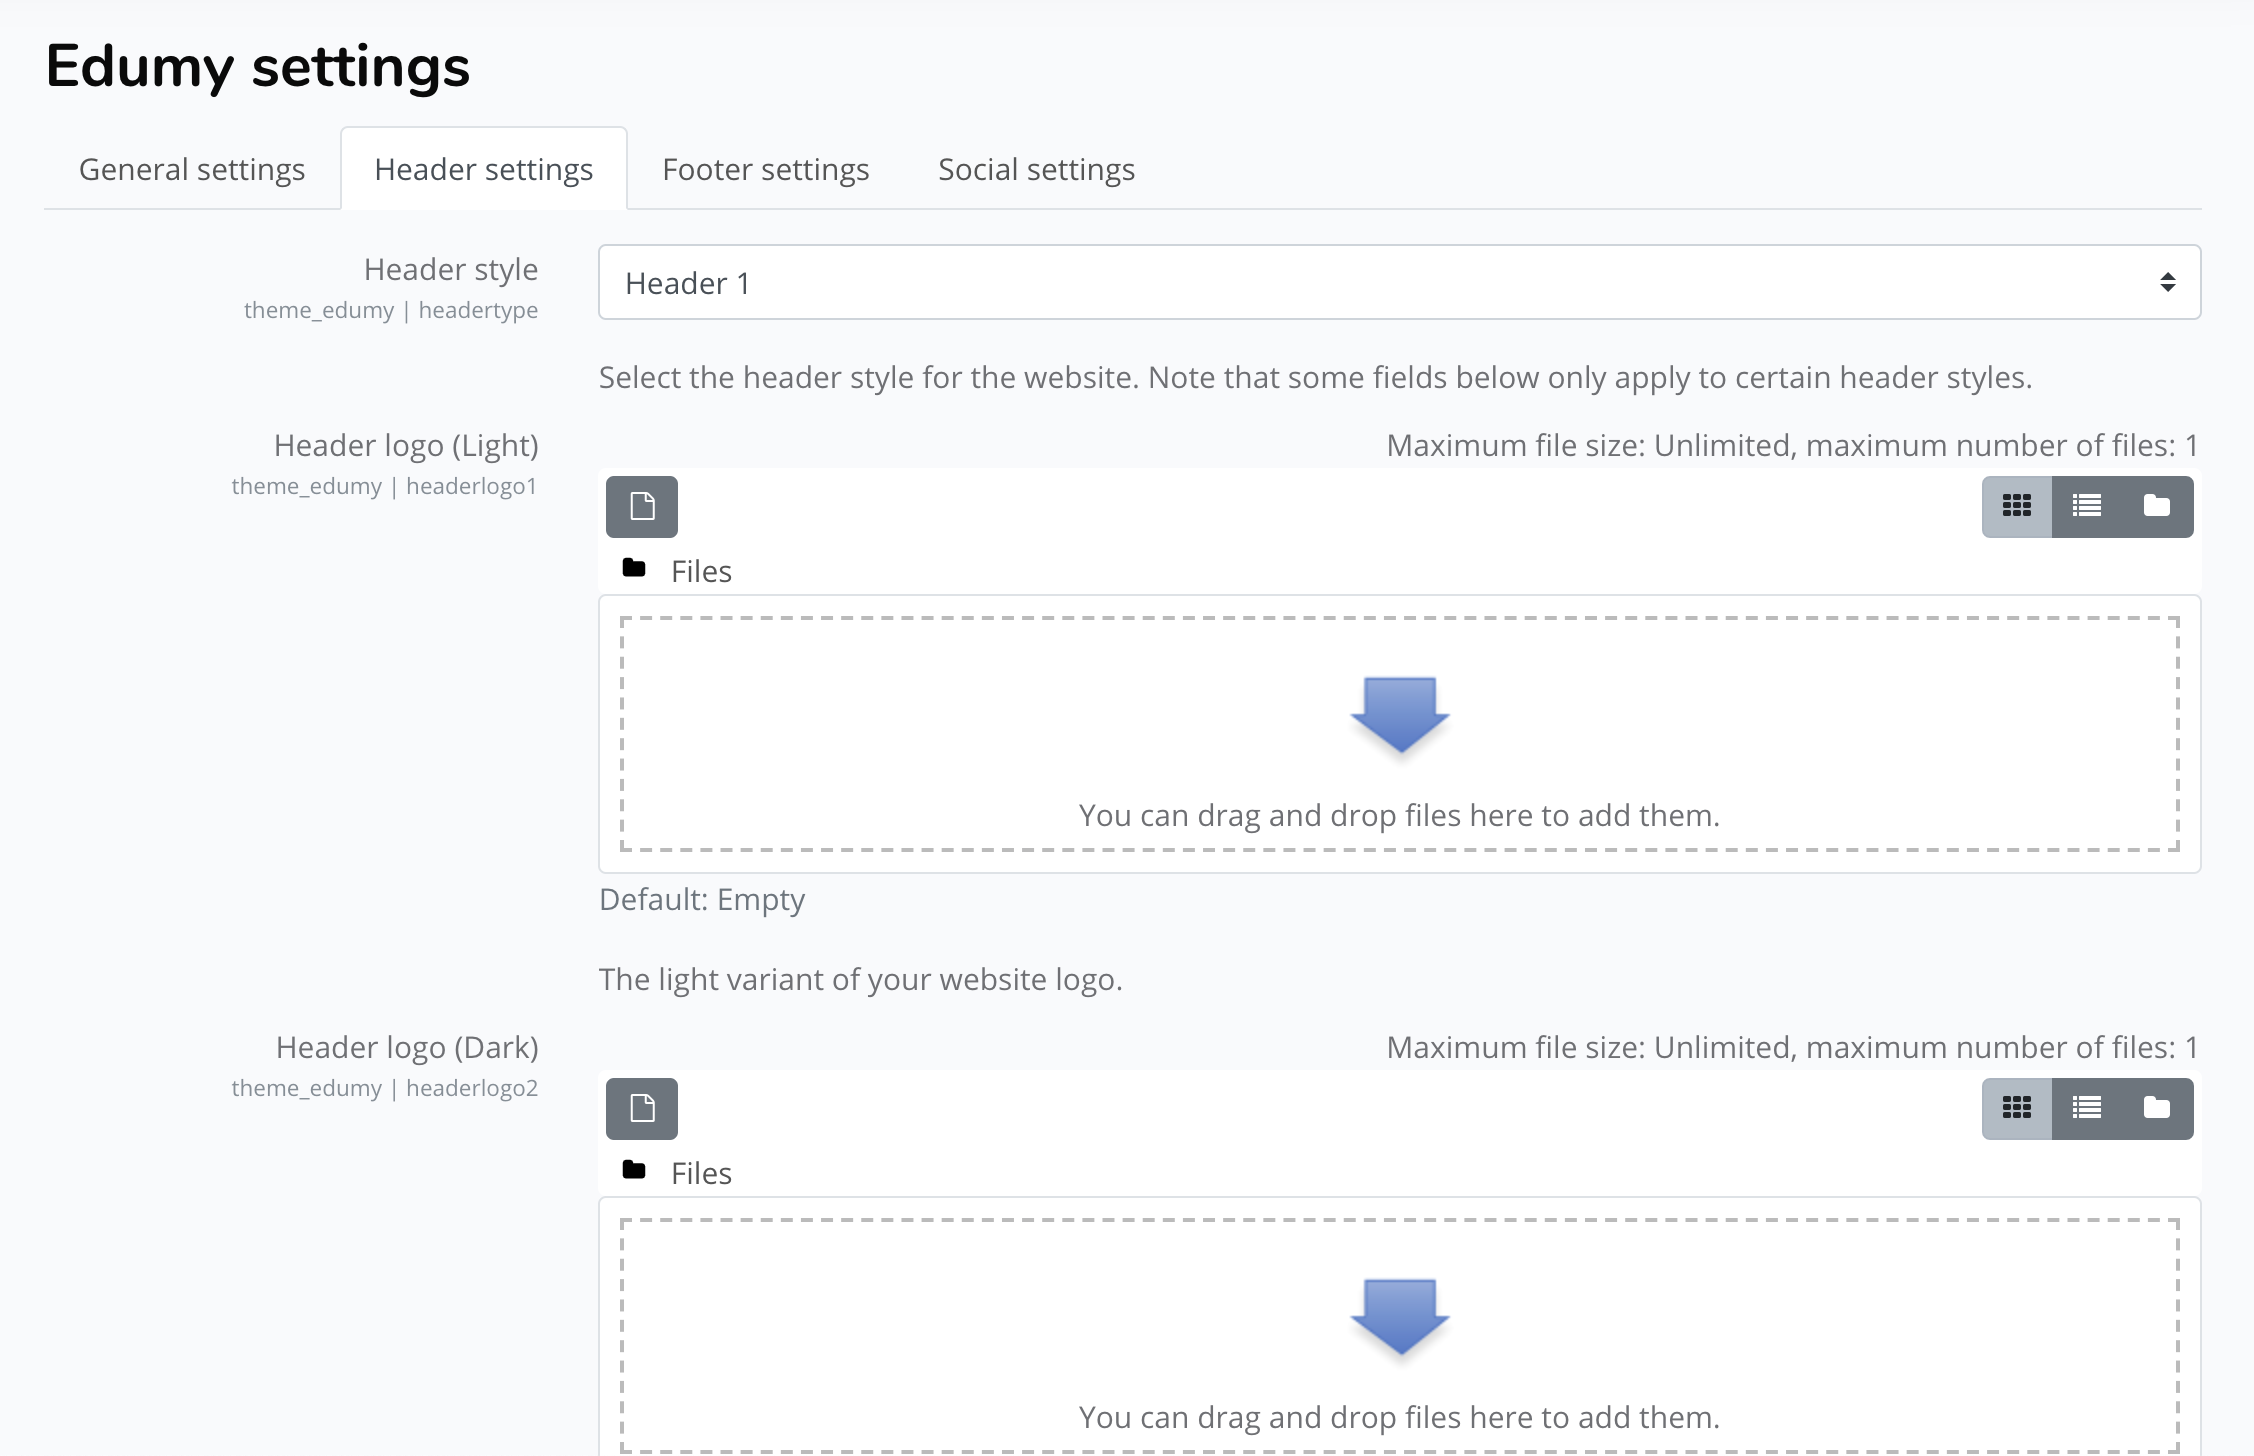 Edumy settings
General settings
Header settings
Footer settings
Social settings
Header style
theme_edumy | headertype
Header 1
Select the header style for the website. Note that some fields below only apply to certain header styles.
Header logo (Light)
theme_edumy | headerlogo1
Maximum file size: Unlimited, maximum number of files: 1
Files
You can drag and drop files here to add them.
Default: Empty
The light variant of your website logo.
Header logo (Dark)
theme_edumy | headerlogo2
Maximum file size: Unlimited, maximum number of files: 1
Files
You can drag and drop files here to add them.